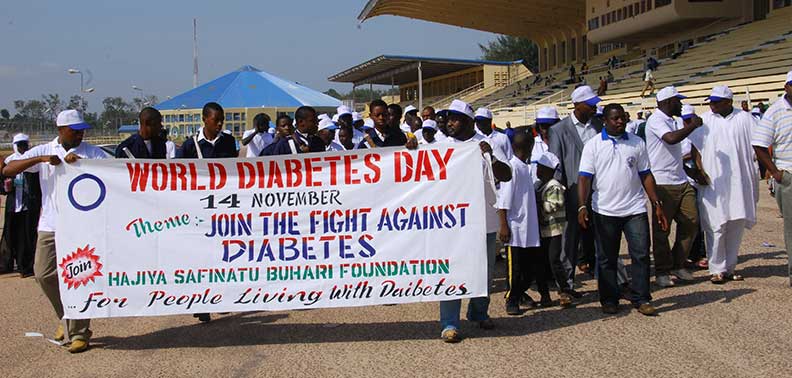 WORLD DIABETES DAY
14 NOVEMBER
Theme:- JOIN THE FIGHT AGAINST
DIABETES
Join
HAJIYA SAFINATU BUHARI FOUNDATION
...For People Living With Daibetes